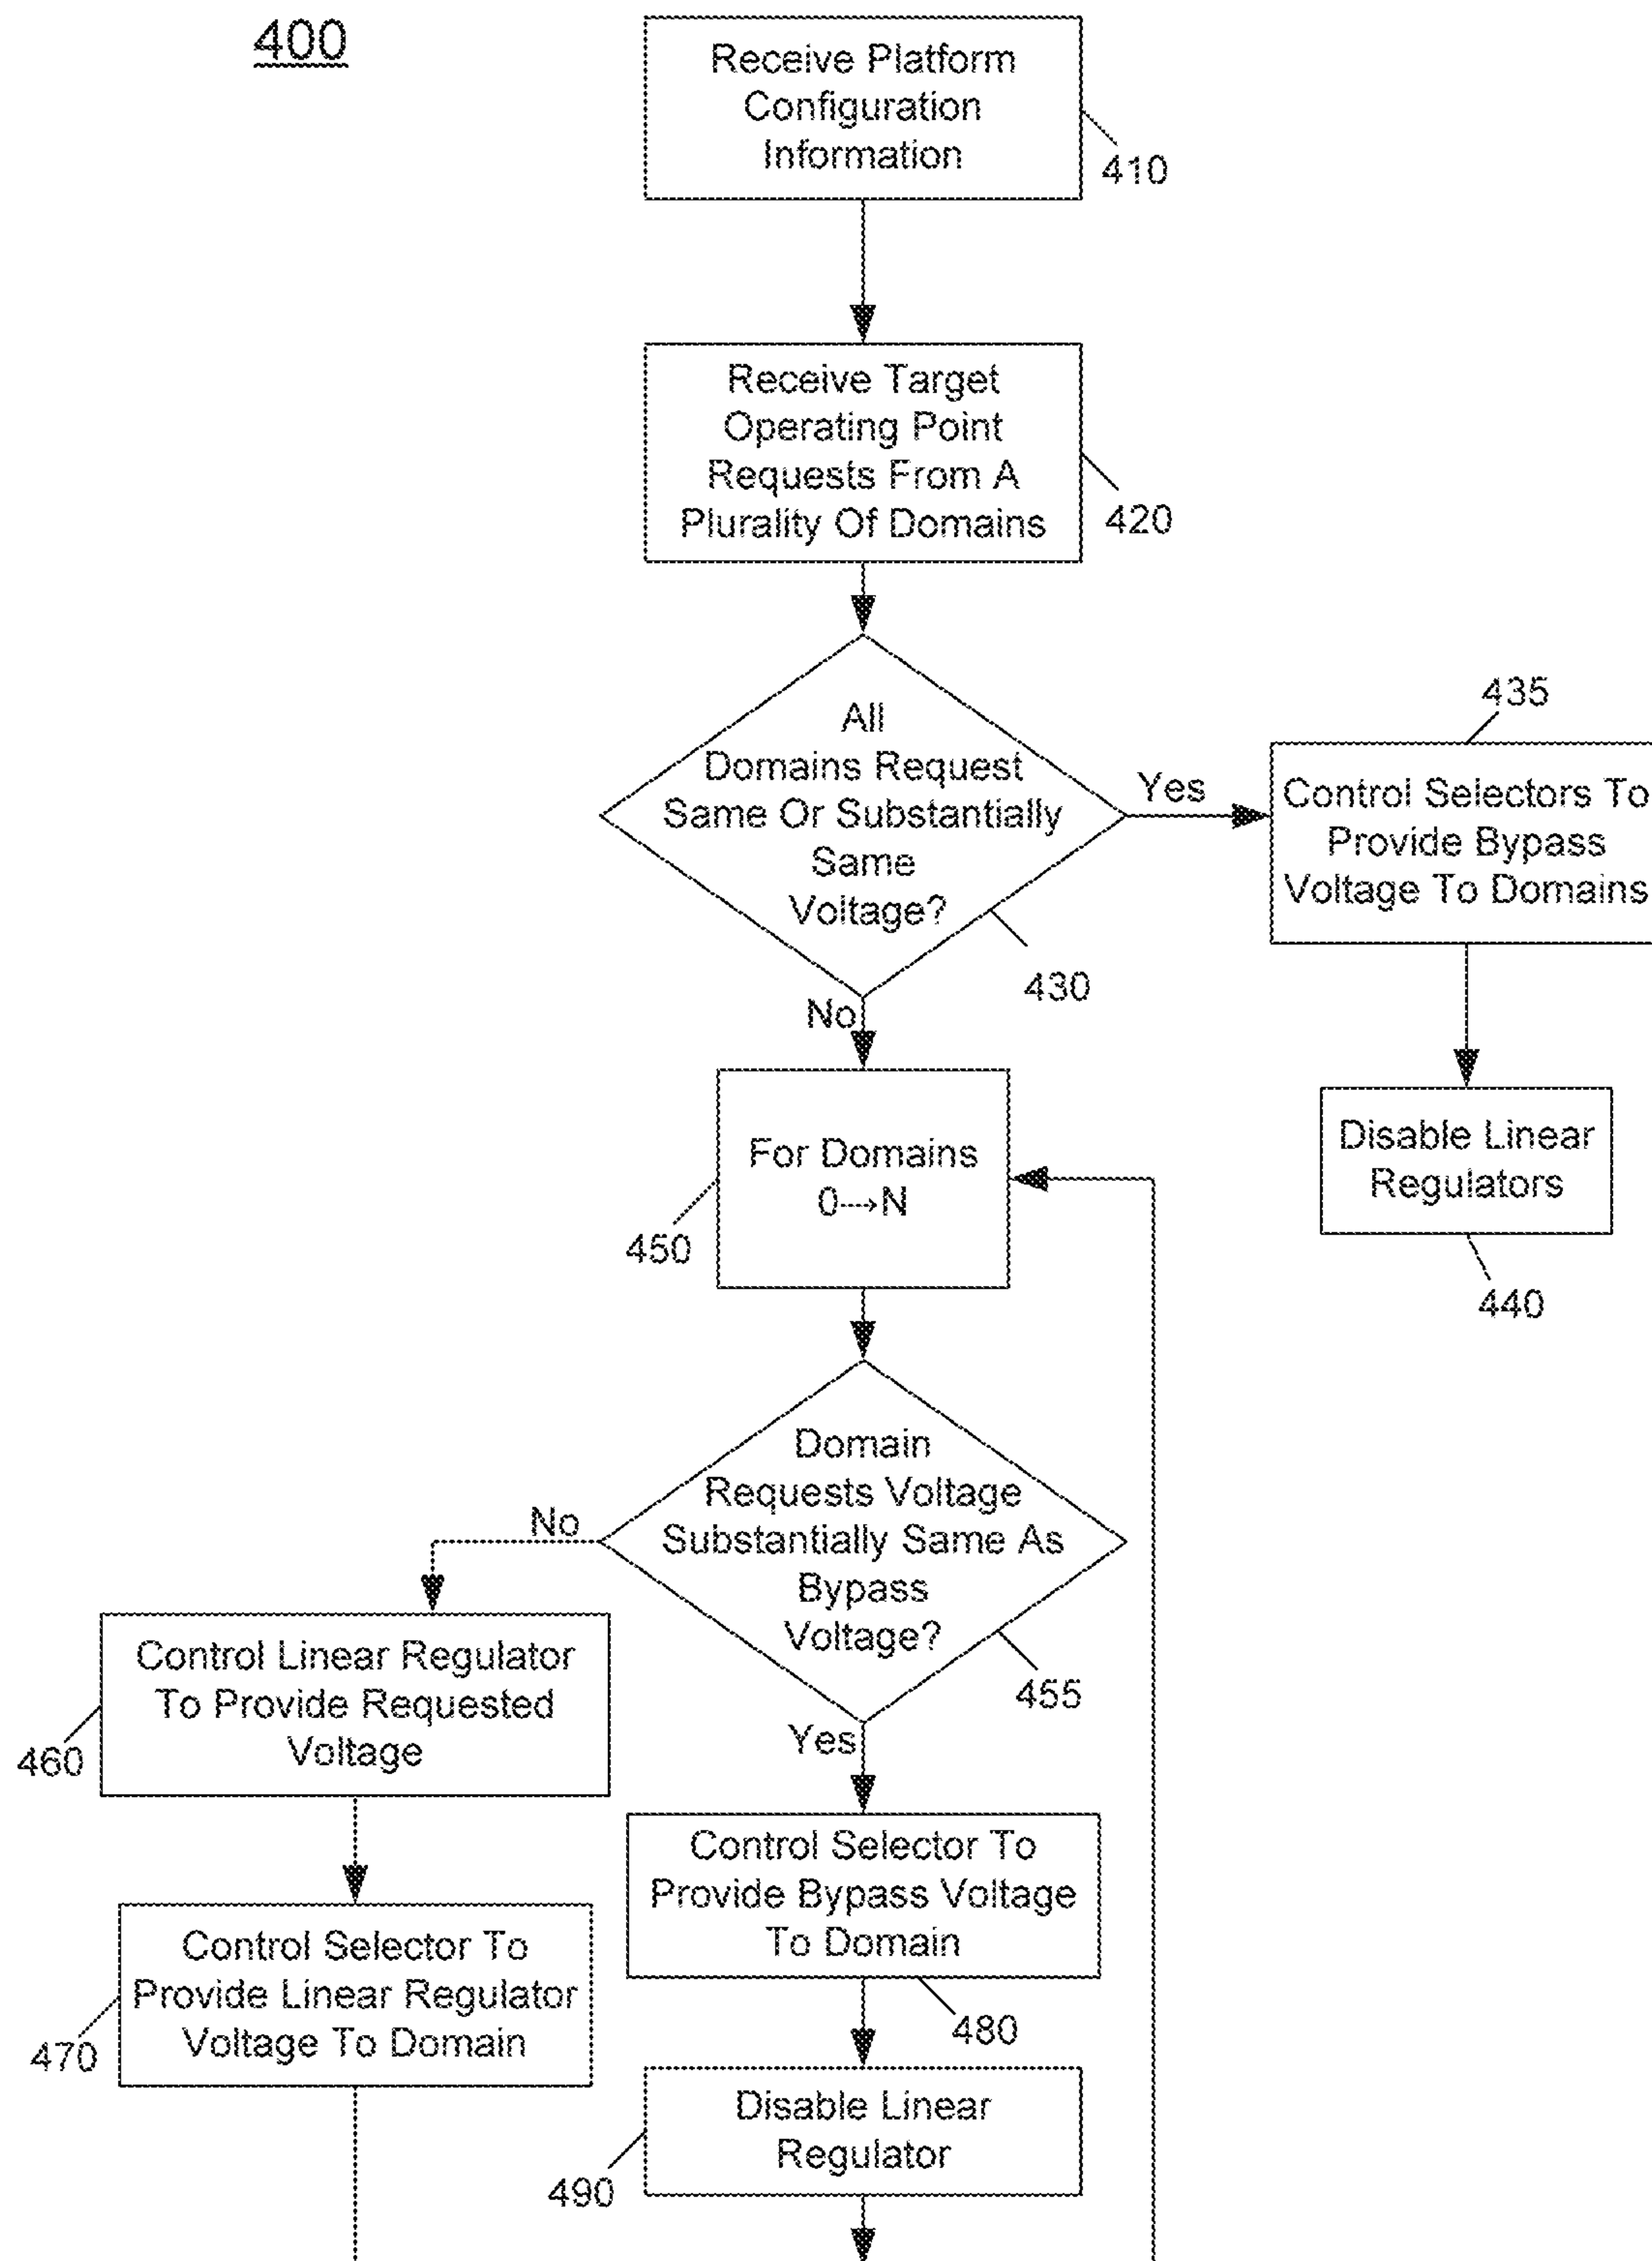 400
Receive Platform
Configuration
Information
410
Receive Target
Operating Point
Requests From A
Plurality Of Domains
420
All
Domains Request
Same Or Substantially
Same
Voltage?
430
Yes
435
Control Selectors To
Provide Bypass
Voltage To Domains
Disable Linear
Regulators
440
No
For Domains
0→N
450
Domain
Requests Voltage
Substantially Same As
Bypass
Voltage?
455
No
Control Linear Regulator
To Provide Requested
Voltage
460
Control Selector To
Provide Linear Regulator
Voltage To Domain
470
Yes
Control Selector To
Provide Bypass Voltage
To Domain
480
Disable Linear
Regulator
490